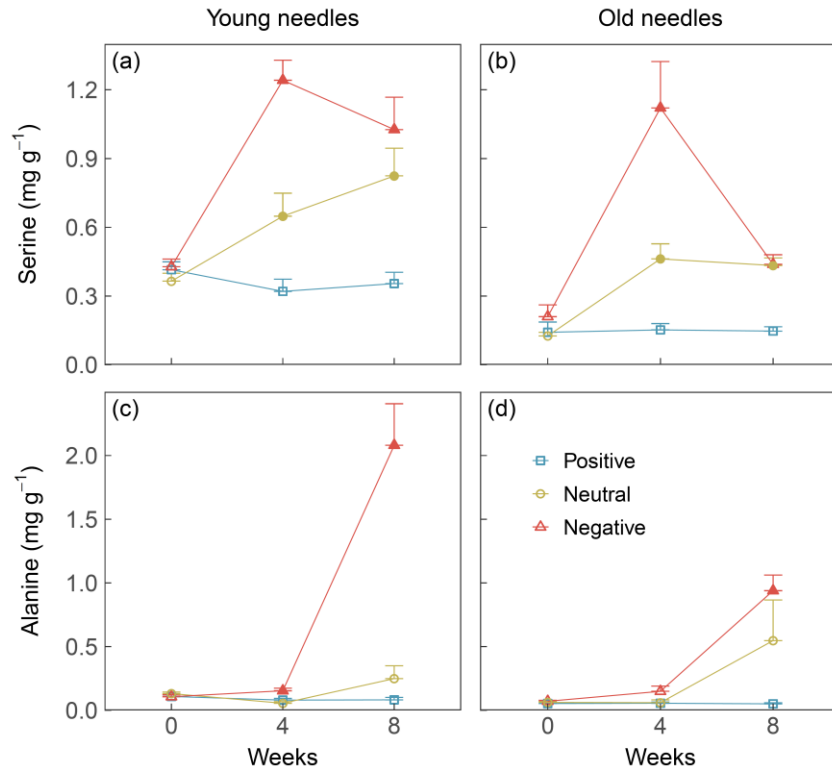 Young needles
Old needles
(a)
(b)
Serine (mg g⁻¹)
1.2
0.9
0.6
0.3
0.0
(c)
(d)
Alanine (mg g⁻¹)
2.0
1.5
1.0
0.5
0.0
Positive
Neutral
Negative
0 4 8
0 4 8
Weeks
Weeks